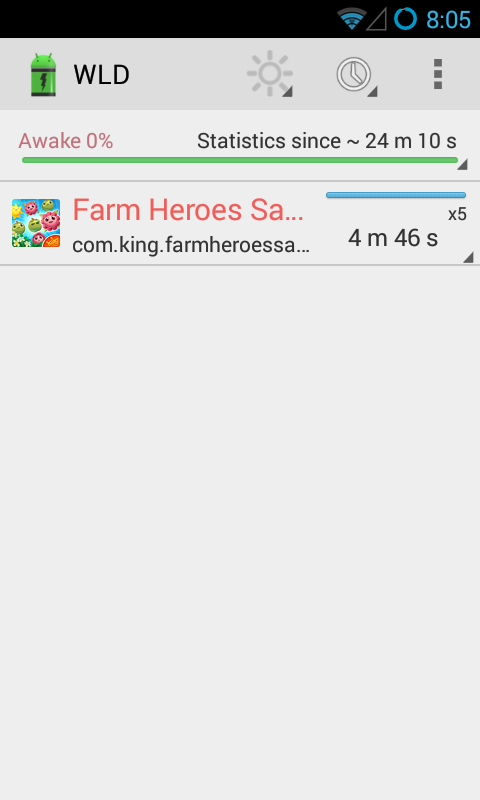 8:05
WLD
Awake 0% Statistics since ~ 24 m 10 s
Farm Heroes Sa...
x5
com.king.farmheroessa...
4 m 46 s